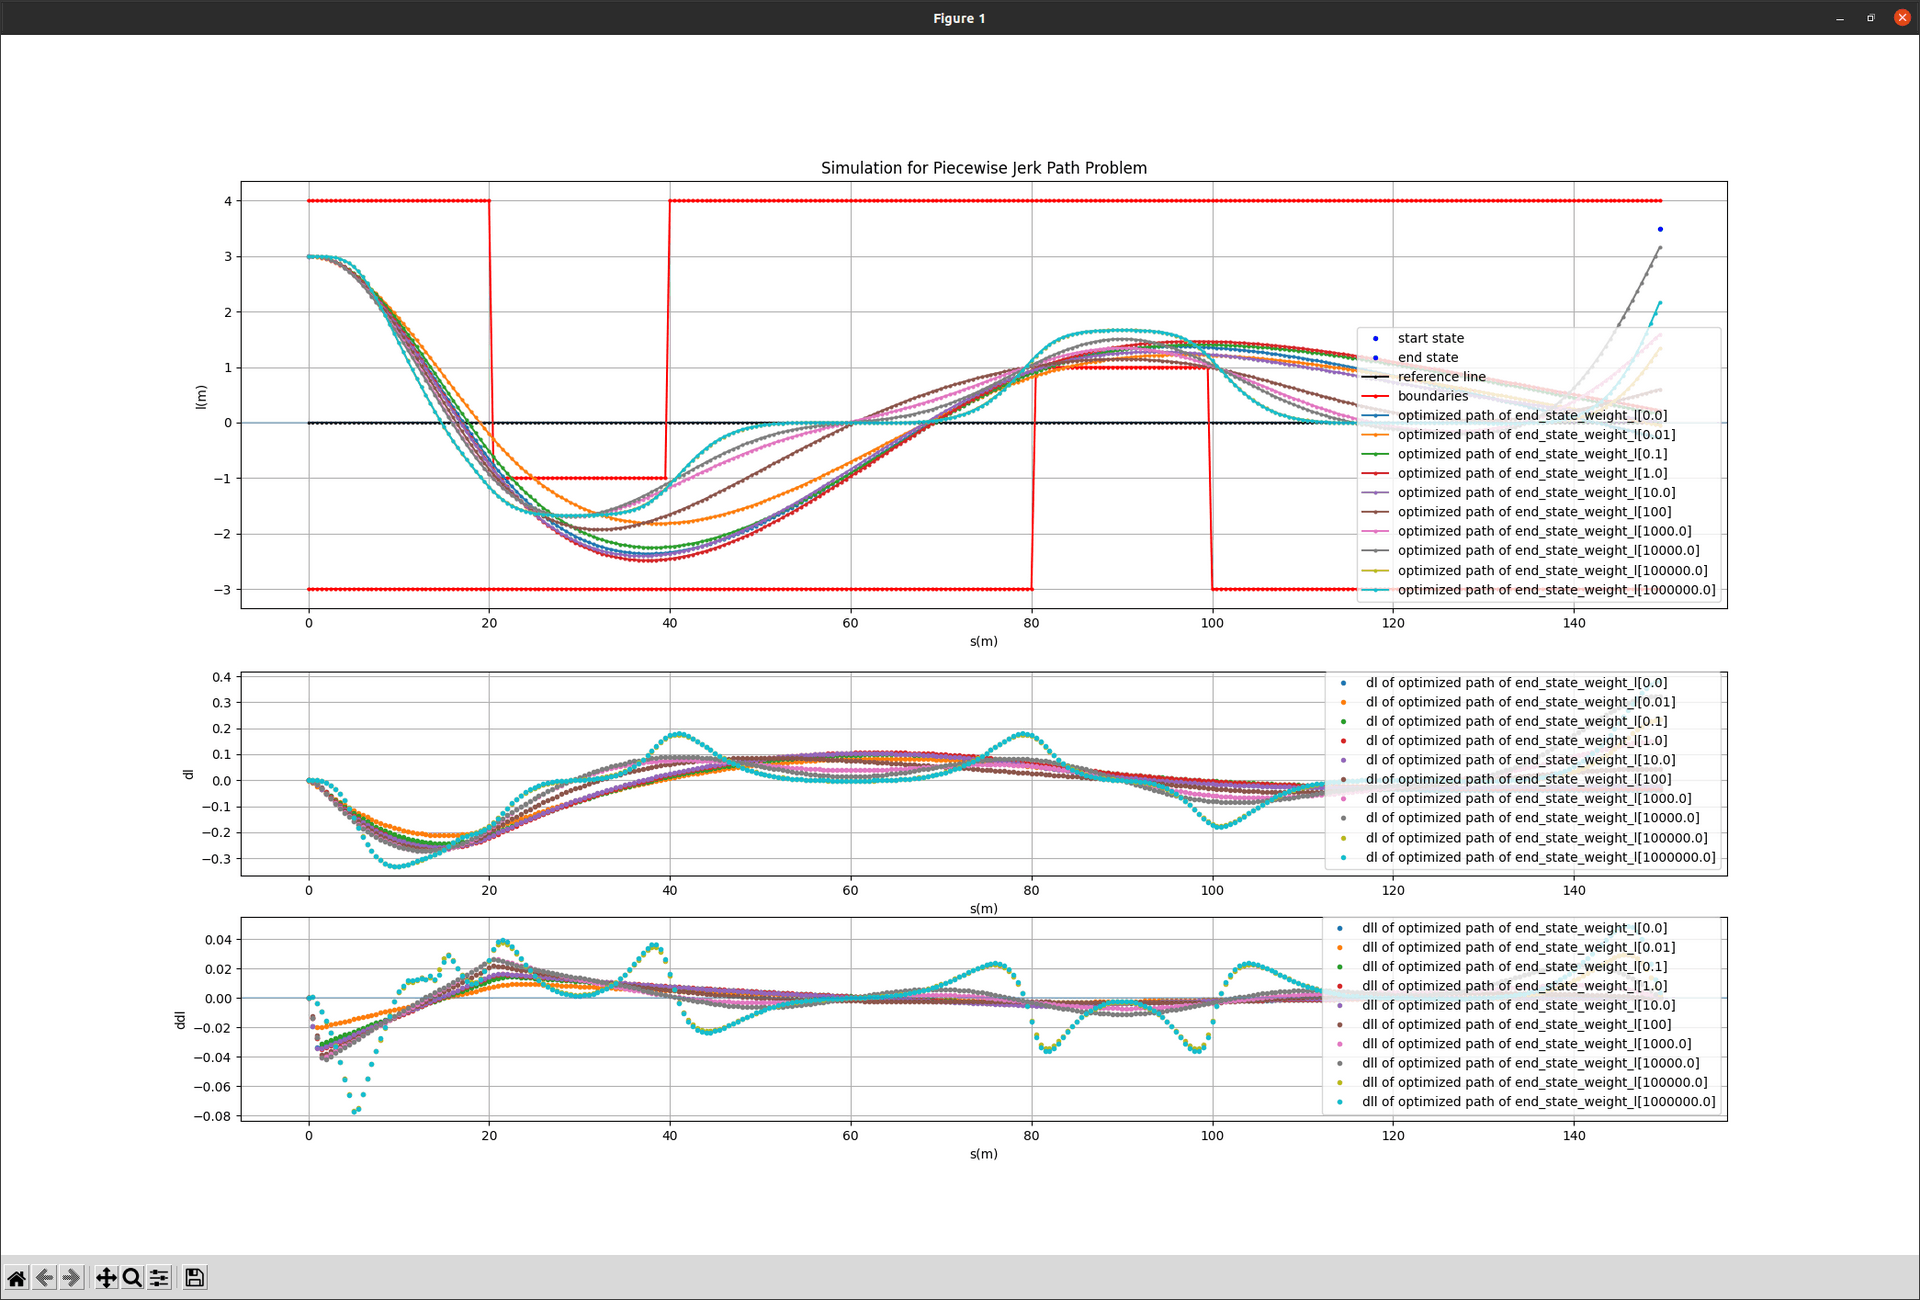 Figure 1
Simulation for Piecewise Jerk Path Problem
4
3
2
1
0
−1
−2
−3
l(m)
start state
end state
reference line
boundaries
optimized path of end_state_weight_l[0.0]
optimized path of end_state_weight_l[0.01]
optimized path of end_state_weight_l[0.1]
optimized path of end_state_weight_l[1.0]
optimized path of end_state_weight_l[10.0]
optimized path of end_state_weight_l[100]
optimized path of end_state_weight_l[1000.0]
optimized path of end_state_weight_l[10000.0]
optimized path of end_state_weight_l[100000.0]
optimized path of end_state_weight_l[1000000.0]
0 20 40 60 80 100 120 140
s(m)
0.4
0.3
0.2
0.1
0.0
−0.1
−0.2
−0.3
dl
dl of optimized path of end_state_weight_l[0.0]
dl of optimized path of end_state_weight_l[0.01]
dl of optimized path of end_state_weight_l[0.1]
dl of optimized path of end_state_weight_l[1.0]
dl of optimized path of end_state_weight_l[10.0]
dl of optimized path of end_state_weight_l[100]
dl of optimized path of end_state_weight_l[1000.0]
dl of optimized path of end_state_weight_l[10000.0]
dl of optimized path of end_state_weight_l[100000.0]
dl of optimized path of end_state_weight_l[1000000.0]
0 20 40 60 80 100 120 140
s(m)
0.04
0.02
0.00
−0.02
−0.04
−0.06
−0.08
ddl
dll of optimized path of end_state_weight_l[0.0]
dll of optimized path of end_state_weight_l[0.01]
dll of optimized path of end_state_weight_l[0.1]
dll of optimized path of end_state_weight_l[1.0]
dll of optimized path of end_state_weight_l[10.0]
dll of optimized path of end_state_weight_l[100]
dll of optimized path of end_state_weight_l[1000.0]
dll of optimized path of end_state_weight_l[10000.0]
dll of optimized path of end_state_weight_l[100000.0]
dll of optimized path of end_state_weight_l[1000000.0]
0 20 40 60 80 100 120 140
s(m)